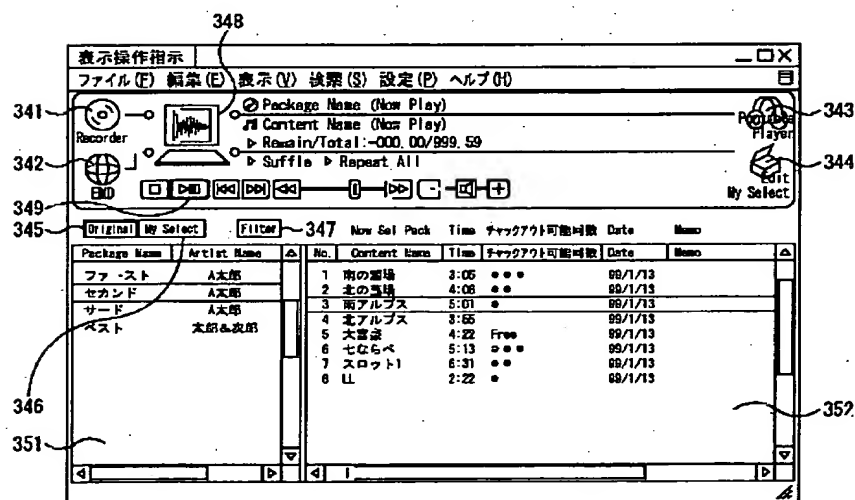 348
表示操作指示
ファイル(F) 編集(E) 表示(V) 検索(S) 設定(P) ヘルプ(H)
341
Recorder
Package Name (Now Play)
Content Name (Now Play)
Remain/Total:-000.00/999.59
Suffle Repeat All
343
Player
342
EMD
344
Edit
My Select
349
345
Original My Select Filter
347
Now Sel Pack Time チャックアウト可能回数 Date Memo
Package Name Artist Name
No. Content Name Time チャックアウト可能回数 Date Memo
ファースト A太郎
セカンド A太郎
サード A太郎
ベスト 太郎&次郎
1 南の酒場 3:05 99/1/13
2 北の酒場 4:06 99/1/13
3 南アルプス 5:01 99/1/13
4 北アルプス 3:55 99/1/13
5 4:22 Free 99/1/13
6 七ならべ 5:13 99/1/13
7 スロット1 6:31 99/1/13
8 LL 2:22 99/1/13
346
351
352